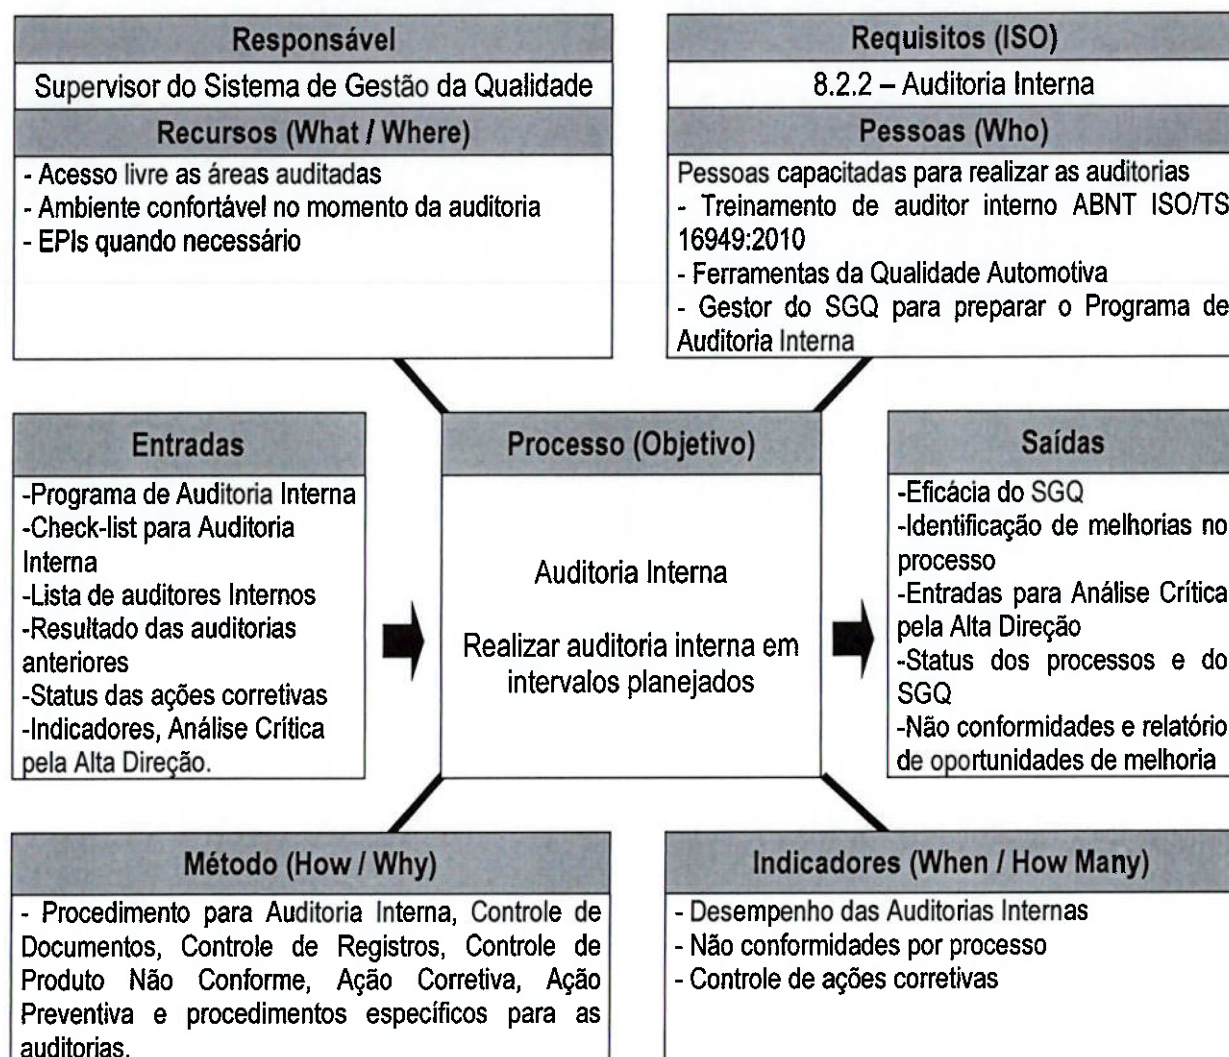 Responsável
Supervisor do Sistema de Gestão da Qualidade
Recursos (What / Where)
- Acesso livre as áreas auditadas
- Ambiente confortável no momento da auditoria
- EPIs quando necessário
Requisitos (ISO)
8.2.2 – Auditoria Interna
Pessoas (Who)
Pessoas capacitadas para realizar as auditorias
- Treinamento de auditor interno ABNT ISO/TS
16949:2010
- Ferramentas da Qualidade Automotiva
- Gestor do SGQ para preparar o Programa de
Auditoria Interna
Entradas
-Programa de Auditoria Interna
-Check-list para Auditoria
Interna
-Lista de auditores Internos
-Resultado das auditorias
anteriores
-Status das ações corretivas
-Indicadores, Análise Crítica
pela Alta Direção.
Processo (Objetivo)
Auditoria Interna
Realizar auditoria interna em
intervalos planejados
Saídas
-Eficácia do SGQ
-Identificação de melhorias no
processo
-Entradas para Análise Crítica
pela Alta Direção
-Status dos processos e do
SGQ
-Não conformidades e relatório
de oportunidades de melhoria
Método (How / Why)
- Procedimento para Auditoria Interna, Controle de
Documentos, Controle de Registros, Controle de
Produto Não Conforme, Ação Corretiva, Ação
Preventiva e procedimentos específicos para as
auditorias.
Indicadores (When / How Many)
- Desempenho das Auditorias Internas
- Não conformidades por processo
- Controle de ações corretivas